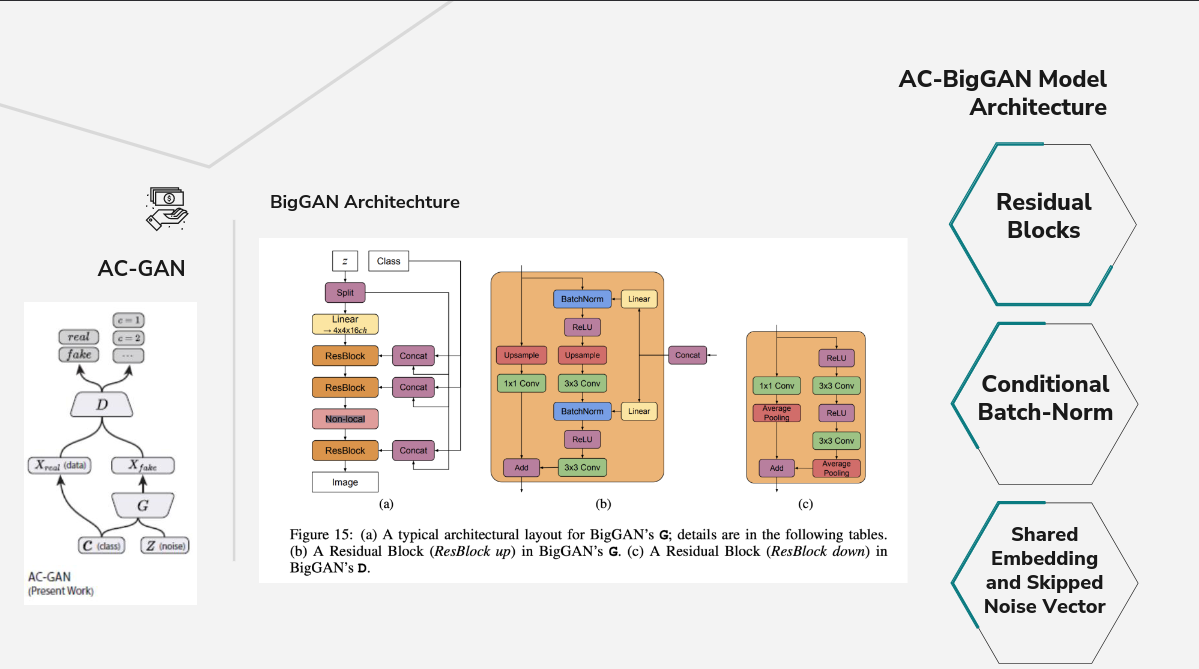 AC-BigGAN Model
Architecture
Residual
Blocks
Conditional
Batch-Norm
Shared
Embedding
and Skipped
Noise Vector
AC-GAN
real
fake
c = 1
c = 2
...
D
Xreal (data)
Xfake
G
C (class)
Z (noise)
AC-GAN
(Present Work)
BigGAN Architechture
z
Class
Split
Linear
→ 4x4x16ch
ResBlock
Concat
ResBlock
Concat
Non-local
ResBlock
Concat
Image
(a)
BatchNorm
Linear
ReLU
Upsample
Upsample
Concat
1x1 Conv
3x3 Conv
BatchNorm
Linear
ReLU
Add
3x3 Conv
(b)
ReLU
1x1 Conv
3x3 Conv
Average
Pooling
ReLU
3x3 Conv
Add
Average
Pooling
(c)
Figure 15: (a) A typical architectural layout for BigGAN's G; details are in the following tables.
(b) A Residual Block (ResBlock up) in BigGAN's G. (c) A Residual Block (ResBlock down) in
BigGAN's D.